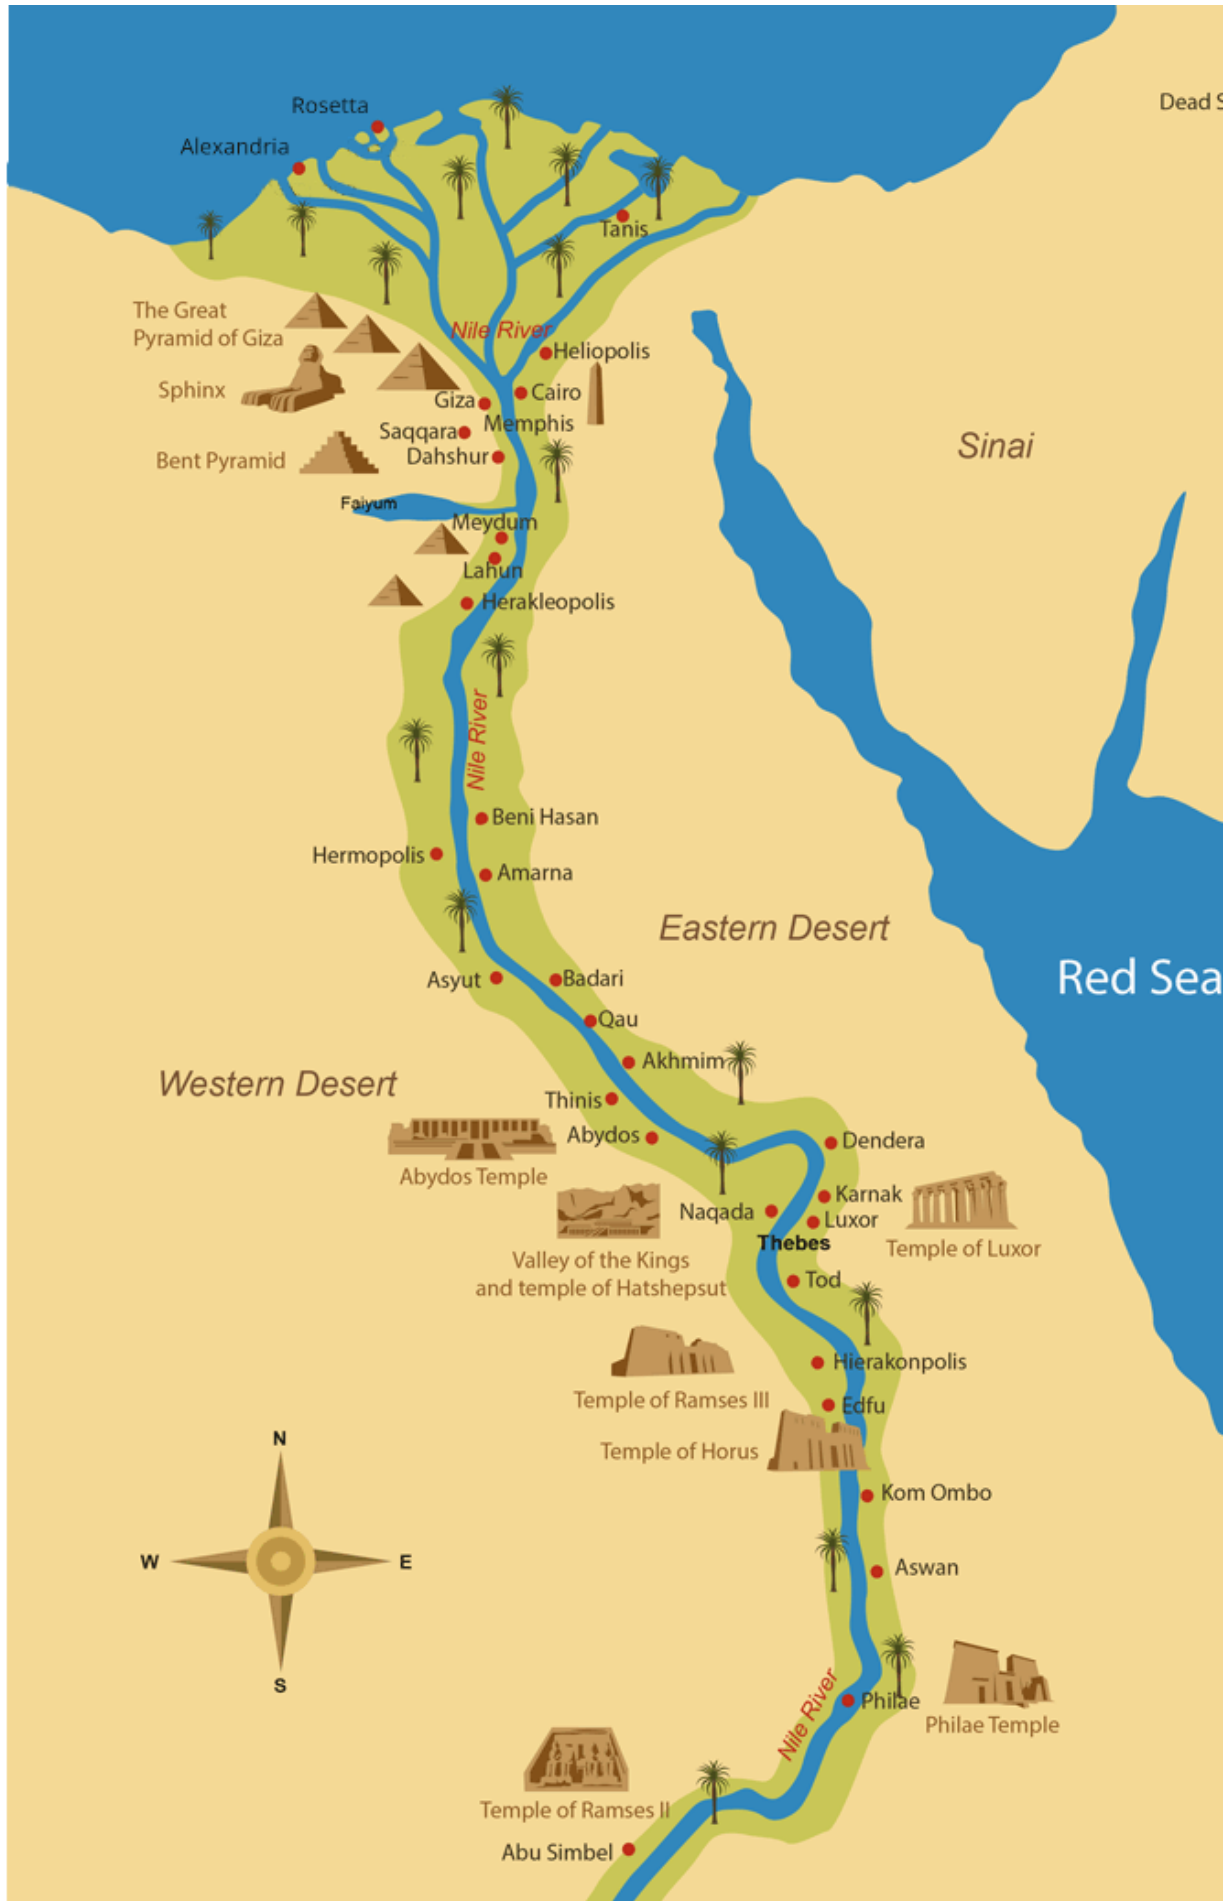 Rosetta
Dead S
Alexandria
Tanis
The Great
Pyramid of Giza
Nile River
Heliopolis
Sphinx
Cairo
Giza
Memphis
Saqqara
Sinai
Dahshur
Bent Pyramid
Faiyum
Meydum
Lahun
Herakleopolis
Nile River
Beni Hasan
Hermopolis
Amarna
Eastern Desert
Red Sea
Asyut
Badari
Qau
Akhmim
Western Desert
Thinis
Abydos
Dendera
Abydos Temple
Karnak
Naqada
Luxor
Thebes
Temple of Luxor
Valley of the Kings
and temple of Hatshepsut
Tod
Hierakonpolis
Temple of Ramses III
Edfu
Temple of Horus
N
Kom Ombo
W
E
Aswan
S
Nile River
Philae
Philae Temple
Temple of Ramses II
Abu Simbel